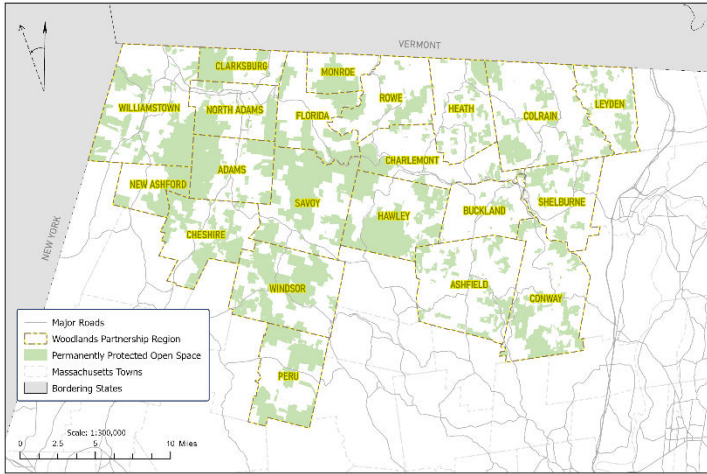 VERMONT
CLARKSBURG
MONROE
ROWE
HEATH
COLRAIN
LEYDEN
WILLIAMSTOWN
NORTH ADAMS
FLORIDA
CHARLEMONT
ADAMS
NEW ASHFORD
SAVOY
HAWLEY
BUCKLAND
SHELBURNE
CHESHIRE
NEW YORK
WINDSOR
ASHFIELD
CONWAY
PERU
Major Roads
Woodlands Partnership Region
Permanently Protected Open Space
Massachusetts Towns
Bordering States
Scale: 1:300,000
0 2.5 5 10 Miles